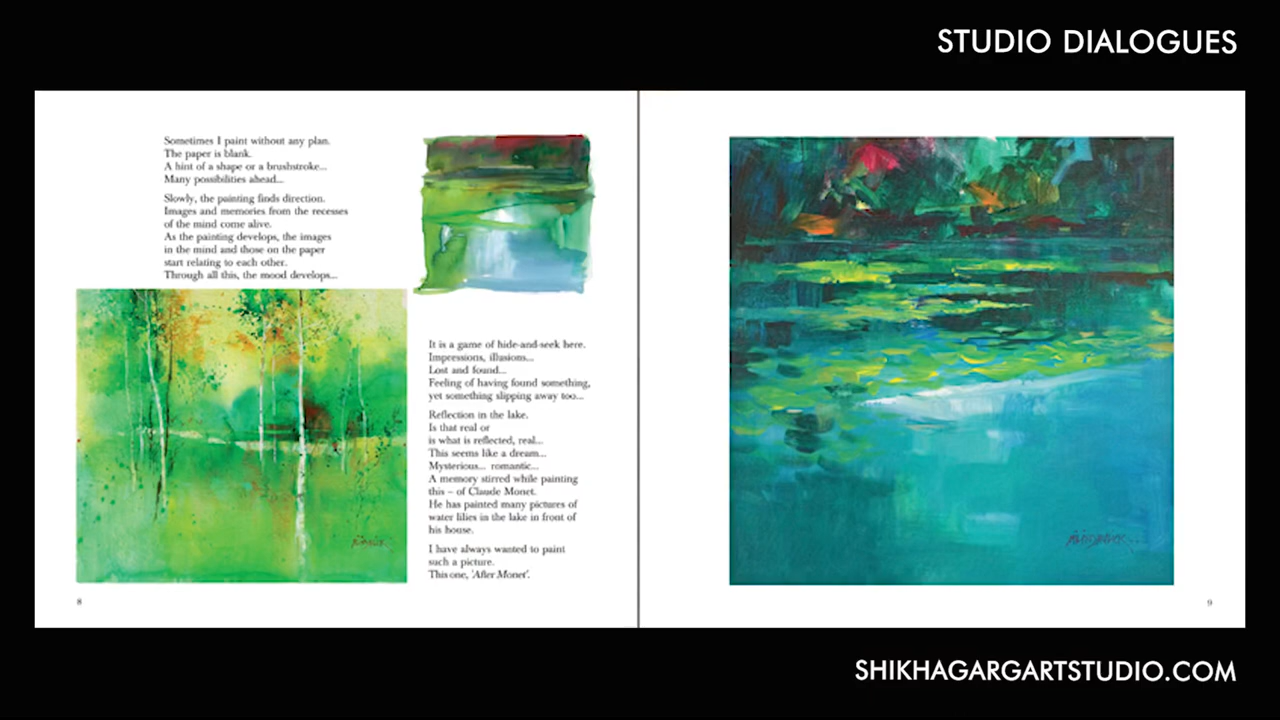 STUDIO DIALOGUES
Sometimes I paint without any plan.
The paper is blank.
A hint of a shape or a brushstroke...
Many possibilities ahead...
Slowly, the painting finds direction.
Images and memories from the recesses
of the mind come alive.
As the painting develops, the images
in the mind and those on the paper
start relating to each other.
Through all this, the mood develops...
It is a game of hide-and-seek here.
Impressions, illusions...
Lost and found...
Feeling of having found something,
yet something slipping away too...
Reflection in the lake.
Is that real or
is what is reflected, real...
This seems like a dream...
Mysterious... romantic...
A memory stirred while painting
this – of Claude Monet.
He has painted many pictures of
water lilies in the lake in front of
his house.
I have always wanted to paint
such a picture.
This one, 'After Monet'.
8
9
SHIKHAGARGARTSTUDIO.COM